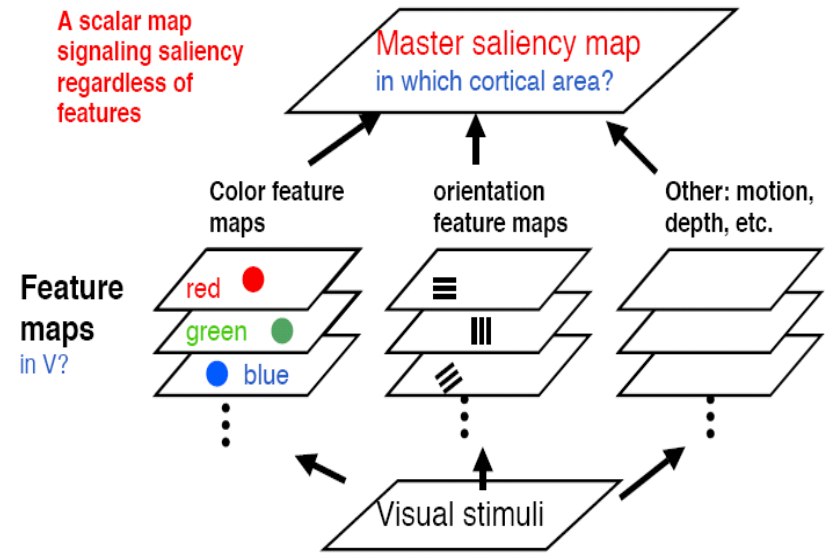 A scalar map
signaling saliency
regardless of
features
Master saliency map
in which cortical area?
Color feature
maps
orientation
feature maps
Other: motion,
depth, etc.
Feature
maps
in V?
red
green
blue
Visual stimuli